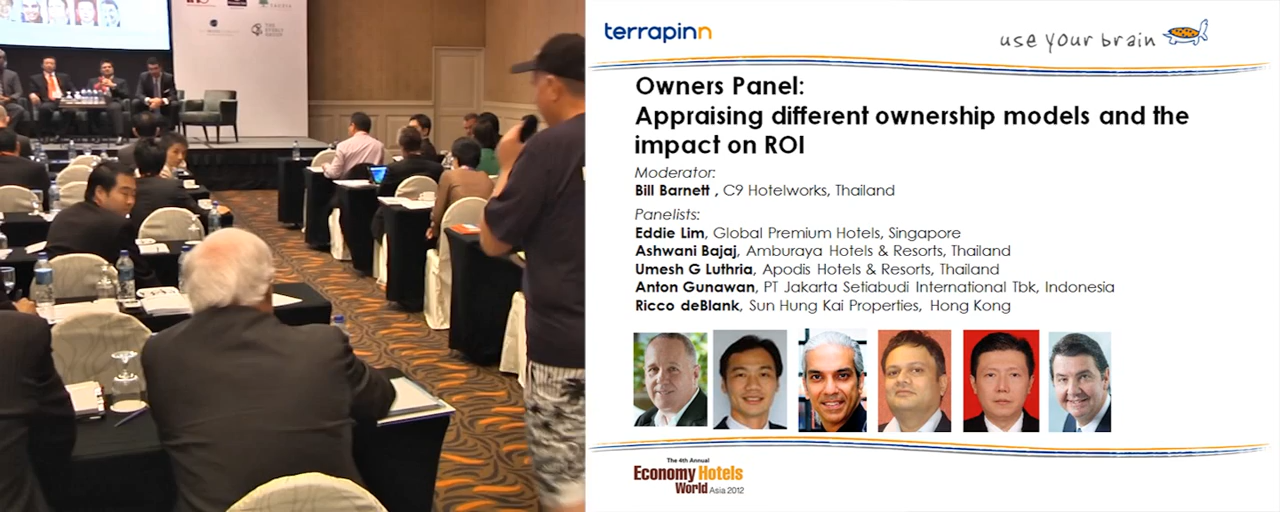 THE
STUDY
GROUP
terrapinn
use your brain
Owners Panel:
Appraising different ownership models and the
impact on ROI
Moderator:
Bill Barnett , C9 Hotelworks, Thailand
Panelists:
Eddie Lim, Global Premium Hotels, Singapore
Ashwani Bajaj, Amburaya Hotels & Resorts, Thailand
Umesh G Luthria, Apodis Hotels & Resorts, Thailand
Anton Gunawan, PT Jakarta Setiabudi International Tbk, Indonesia
Ricco deBlank, Sun Hung Kai Properties, Hong Kong
The 4th Annual
Economy Hotels
World Asia 2012